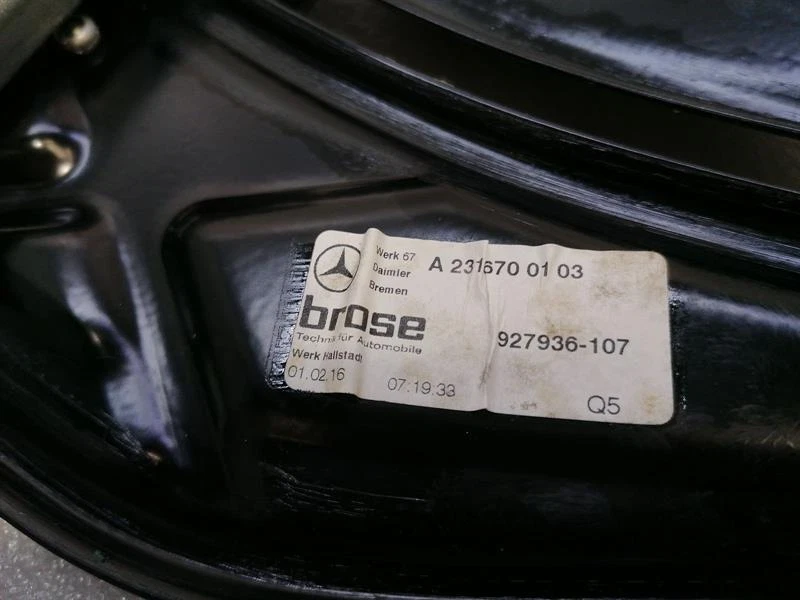 Werk 67
Daimler
Bremen
A 231670 01 03
brose
Technik für Automobile
927936-107
Werk Hallstadt
01.02.16
07:19:33
Q5